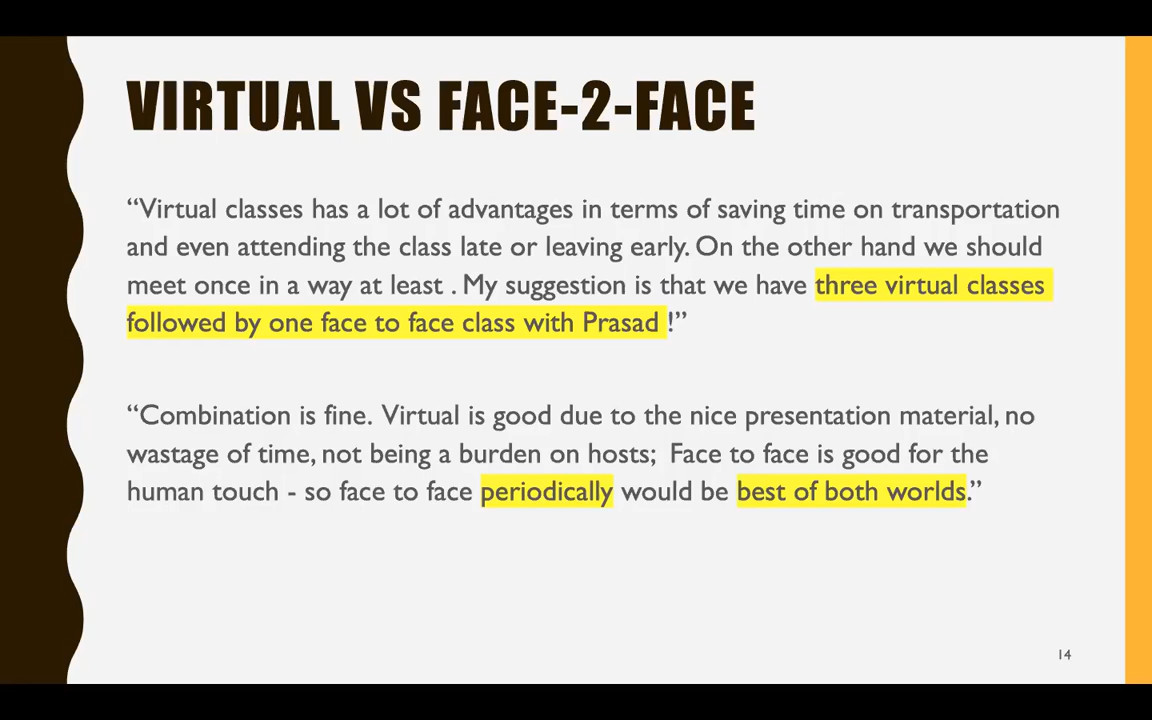 VIRTUAL VS FACE-2-FACE
“Virtual classes has a lot of advantages in terms of saving time on transportation
and even attending the class late or leaving early. On the other hand we should
meet once in a way at least . My suggestion is that we have three virtual classes
followed by one face to face class with Prasad !”
“Combination is fine. Virtual is good due to the nice presentation material, no
wastage of time, not being a burden on hosts; Face to face is good for the
human touch - so face to face periodically would be best of both worlds.”
14